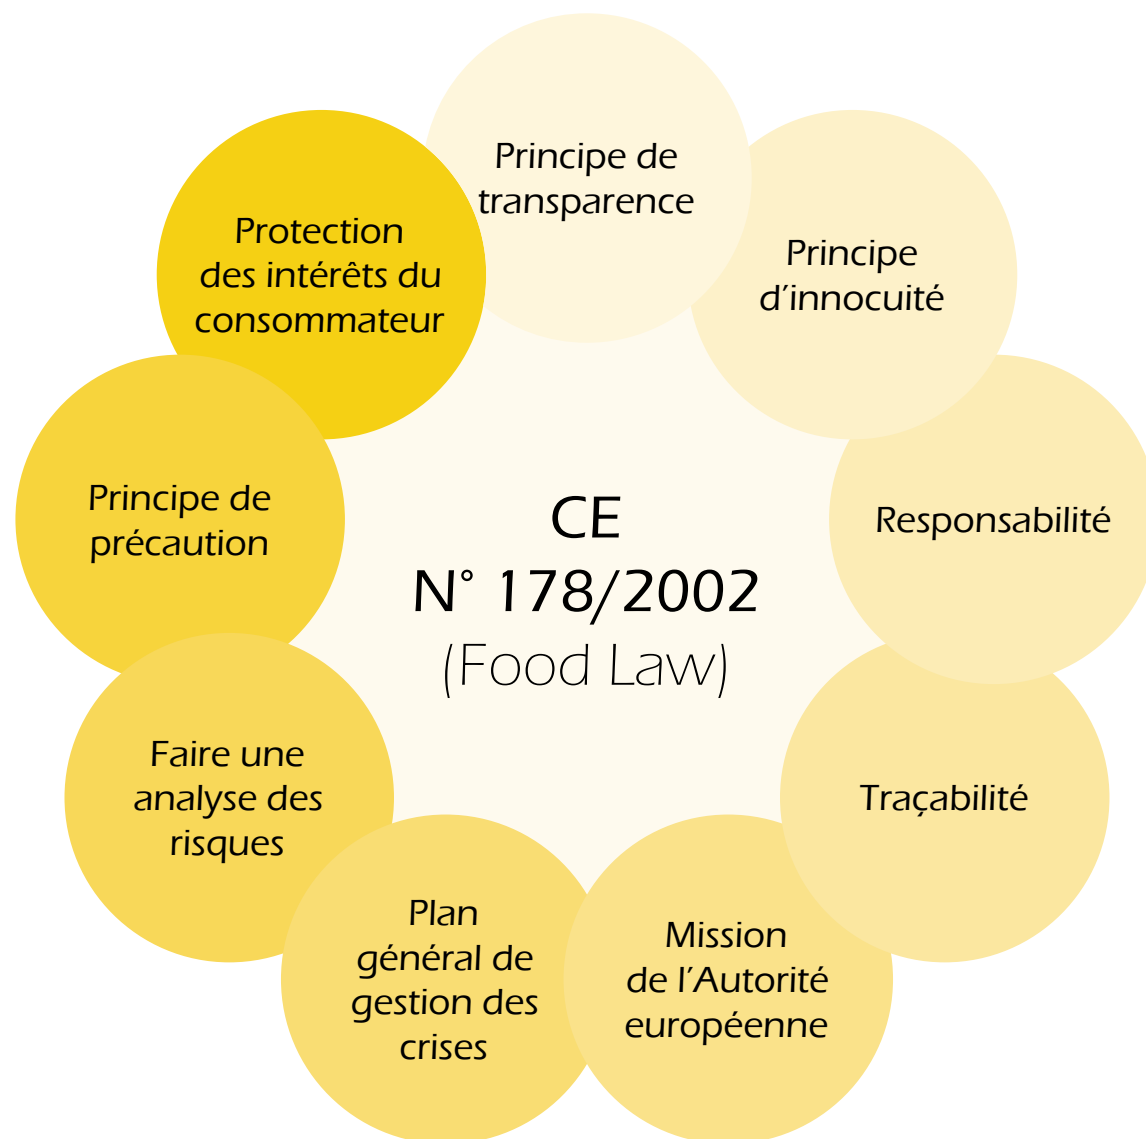 Principe de
transparence
Principe
d'innocuité
Responsabilité
Traçabilité
Mission
de l'Autorité
européenne
Plan
général de
gestion des
crises
Faire une
analyse des
risques
Principe de
précaution
Protection
des intérêts du
consommateur
CE
N° 178/2002
(Food Law)